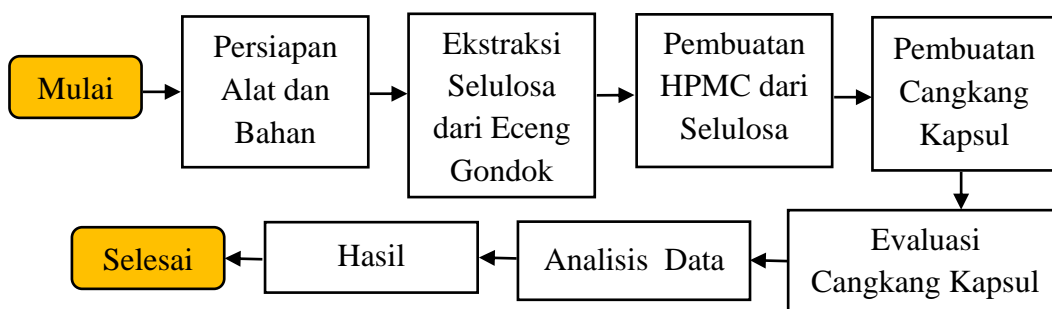 Mulai
Persiapan
Alat dan
Bahan
Ekstraksi
Selulosa
dari Eceng
Gondok
Pembuatan
HPMC dari
Selulosa
Pembuatan
Cangkang
Kapsul
Evaluasi
Cangkang Kapsul
Analisis Data
Hasil
Selesai